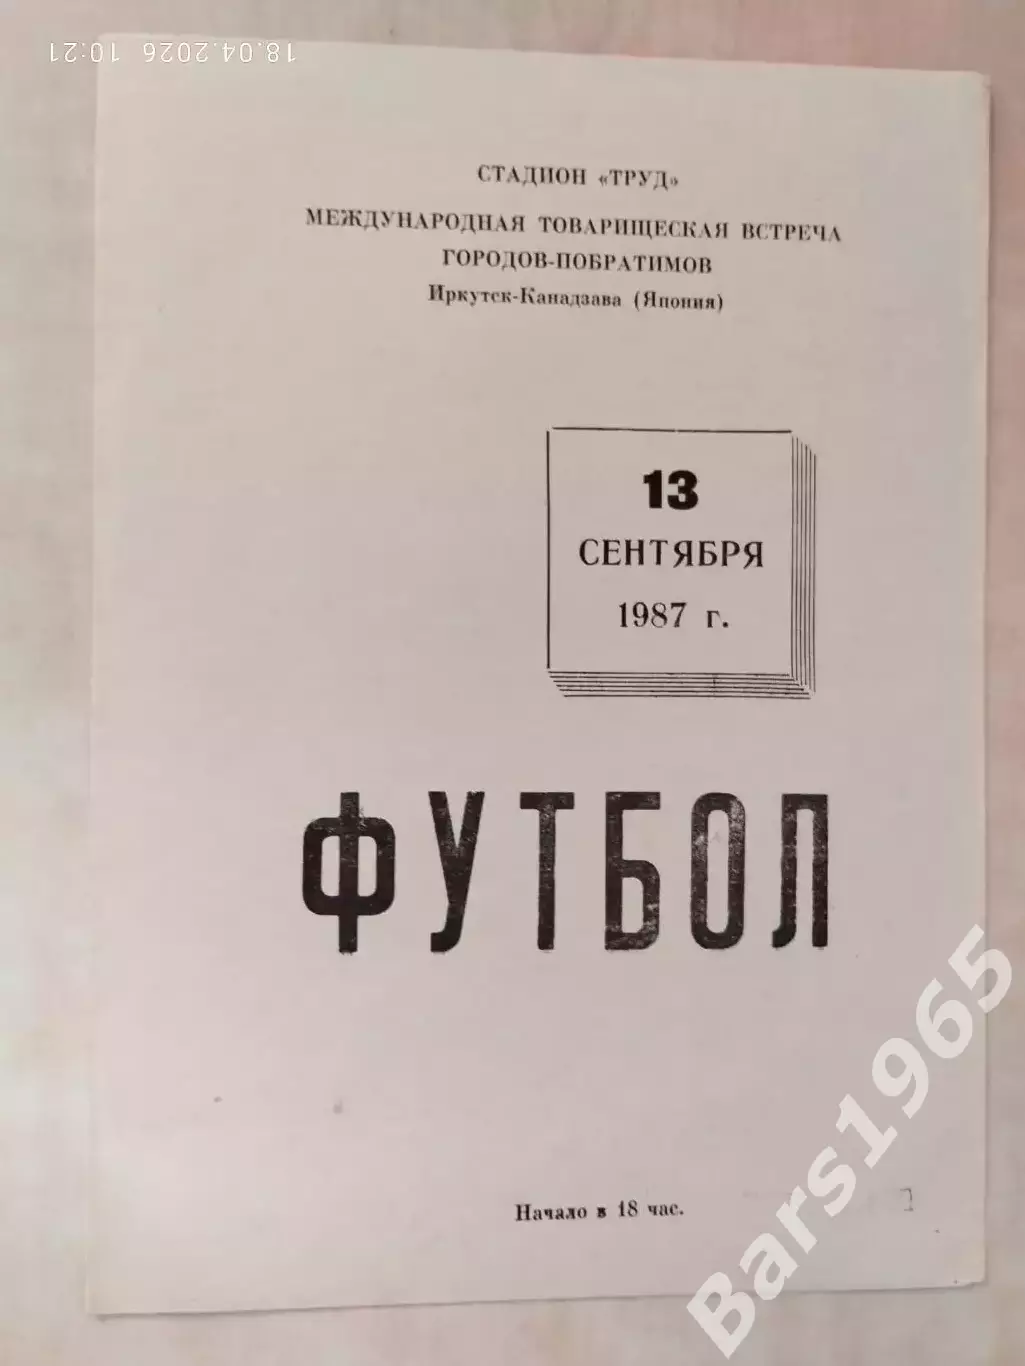 18.04.2026 10:21
СТАДИОН «ТРУД»
МЕЖДУНАРОДНАЯ ТОВАРИЩЕСКАЯ ВСТРЕЧА
ГОРОДОВ-ПОБРАТИМОВ
Иркутск-Канадзава (Япония)
13
СЕНТЯБРЯ
1987 г.
ФУТБОЛ
Начало в 18 час.
Bars1965